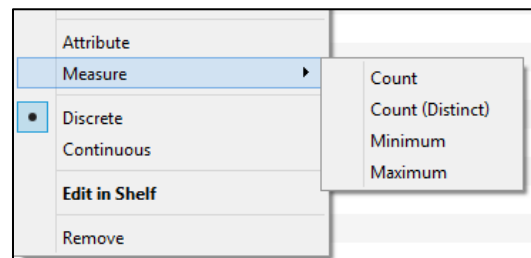 Attribute
Measure
Count
Count (Distinct)
Minimum
Maximum
Discrete
Continuous
Edit in Shelf
Remove